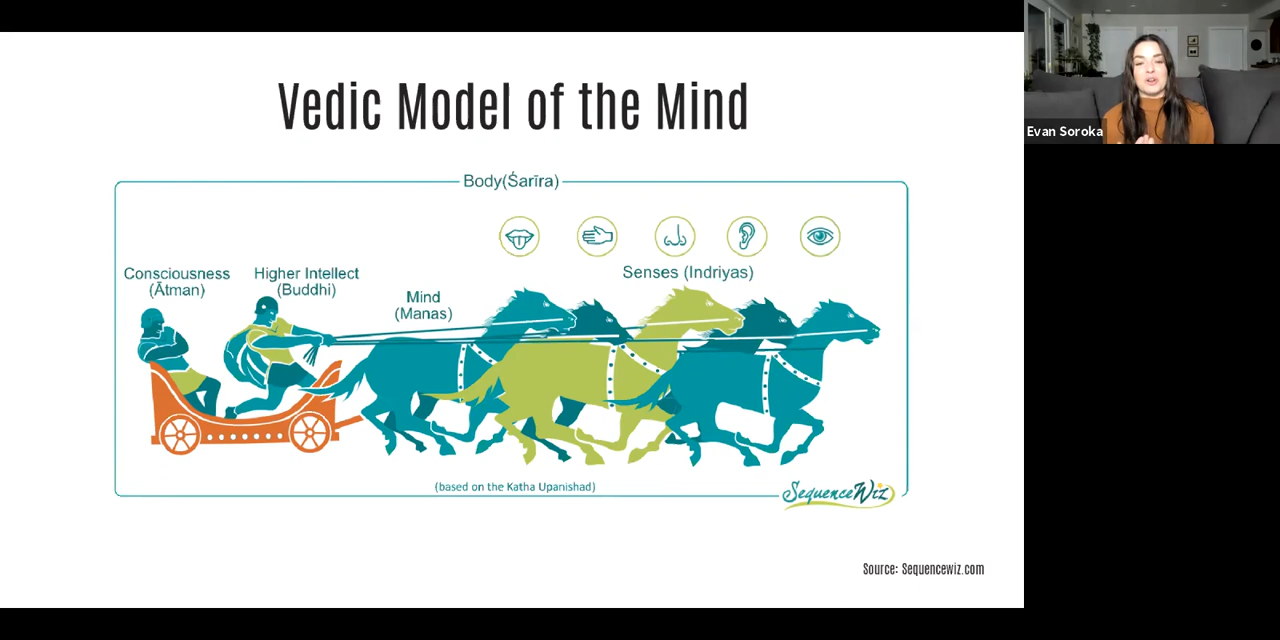 Vedic Model of the Mind
Body(Śarīra)
Consciousness
(Ātman)
Higher Intellect
(Buddhi)
Mind
(Manas)
Senses (Indriyas)
(based on the Katha Upanishad)
SequenceWiz
Source: Sequencewiz.com
Evan Soroka